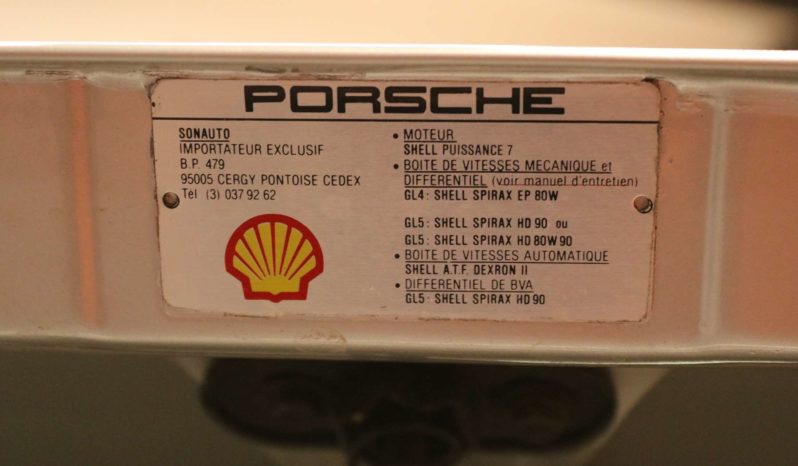 PORSCHE
SONAUTO
IMPORTATEUR EXCLUSIF
B.P. 479
95005 CERGY PONTOISE CEDEX
Tél (3) 037 92 62
• MOTEUR
SHELL PUISSANCE 7
• BOITE DE VITESSES MECANIQUE et
DIFFERENTIEL (voir manuel d'entretien)
GL4: SHELL SPIRAX EP 80W
GL5: SHELL SPIRAX HD 90 ou
GL5: SHELL SPIRAX HD 80W 90
• BOITE DE VITESSES AUTOMATIQUE
SHELL A.T.F. DEXRON II
• DIFFERENTIEL DE BVA
GL5: SHELL SPIRAX HD 90